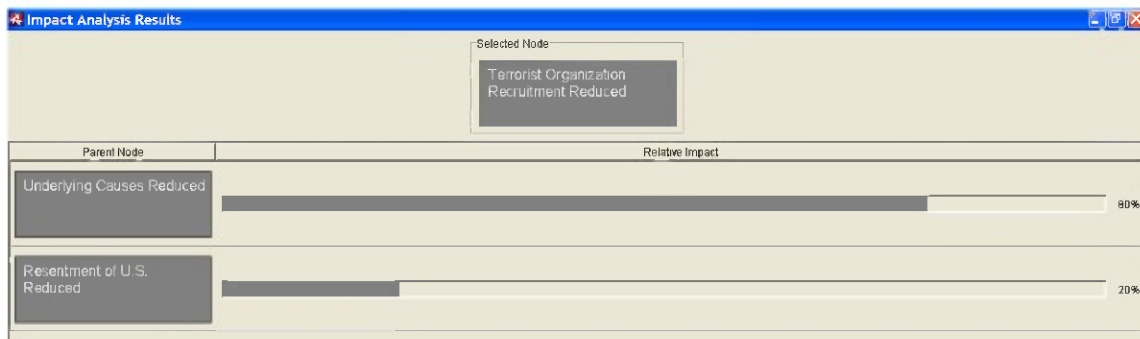 Impact Analysis Results
Selected Node
Terrorist Organization
Recruitment Reduced
Parent Node
Relative Impact
Underlying Causes Reduced
80%
Resentment of U.S.
Reduced
20%